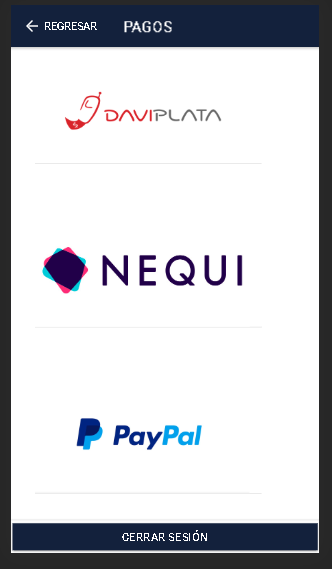 REGRESAR PAGOS
DAVIPLATA
NEQUI
PayPal
CERRAR SESIÓN